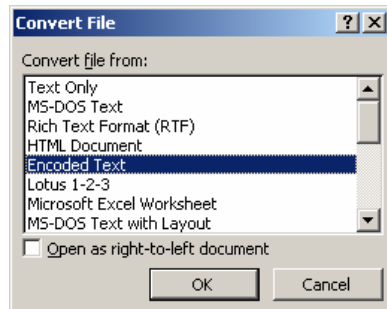 Convert File
Convert file from:
Text Only
MS-DOS Text
Rich Text Format (RTF)
HTML Document
Encoded Text
Lotus 1-2-3
Microsoft Excel Worksheet
MS-DOS Text with Layout
Open as right-to-left document
OK Cancel